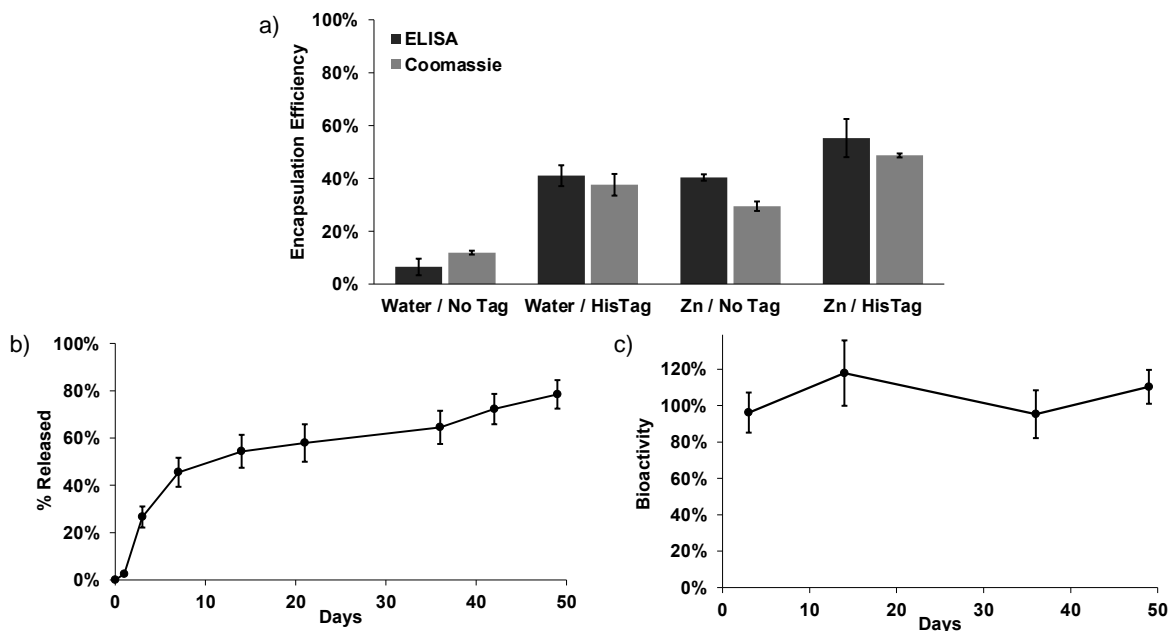 a)
100%
80%
60%
40%
20%
0%
Encapsulation Efficiency
ELISA
Coomassie
Water / No Tag
Water / HisTag
Zn / No Tag
Zn / HisTag
b)
100%
80%
60%
40%
20%
0%
% Released
0
10
20
30
40
50
Days
c)
120%
100%
80%
60%
40%
20%
0%
Bioactivity
0
10
20
30
40
50
Days